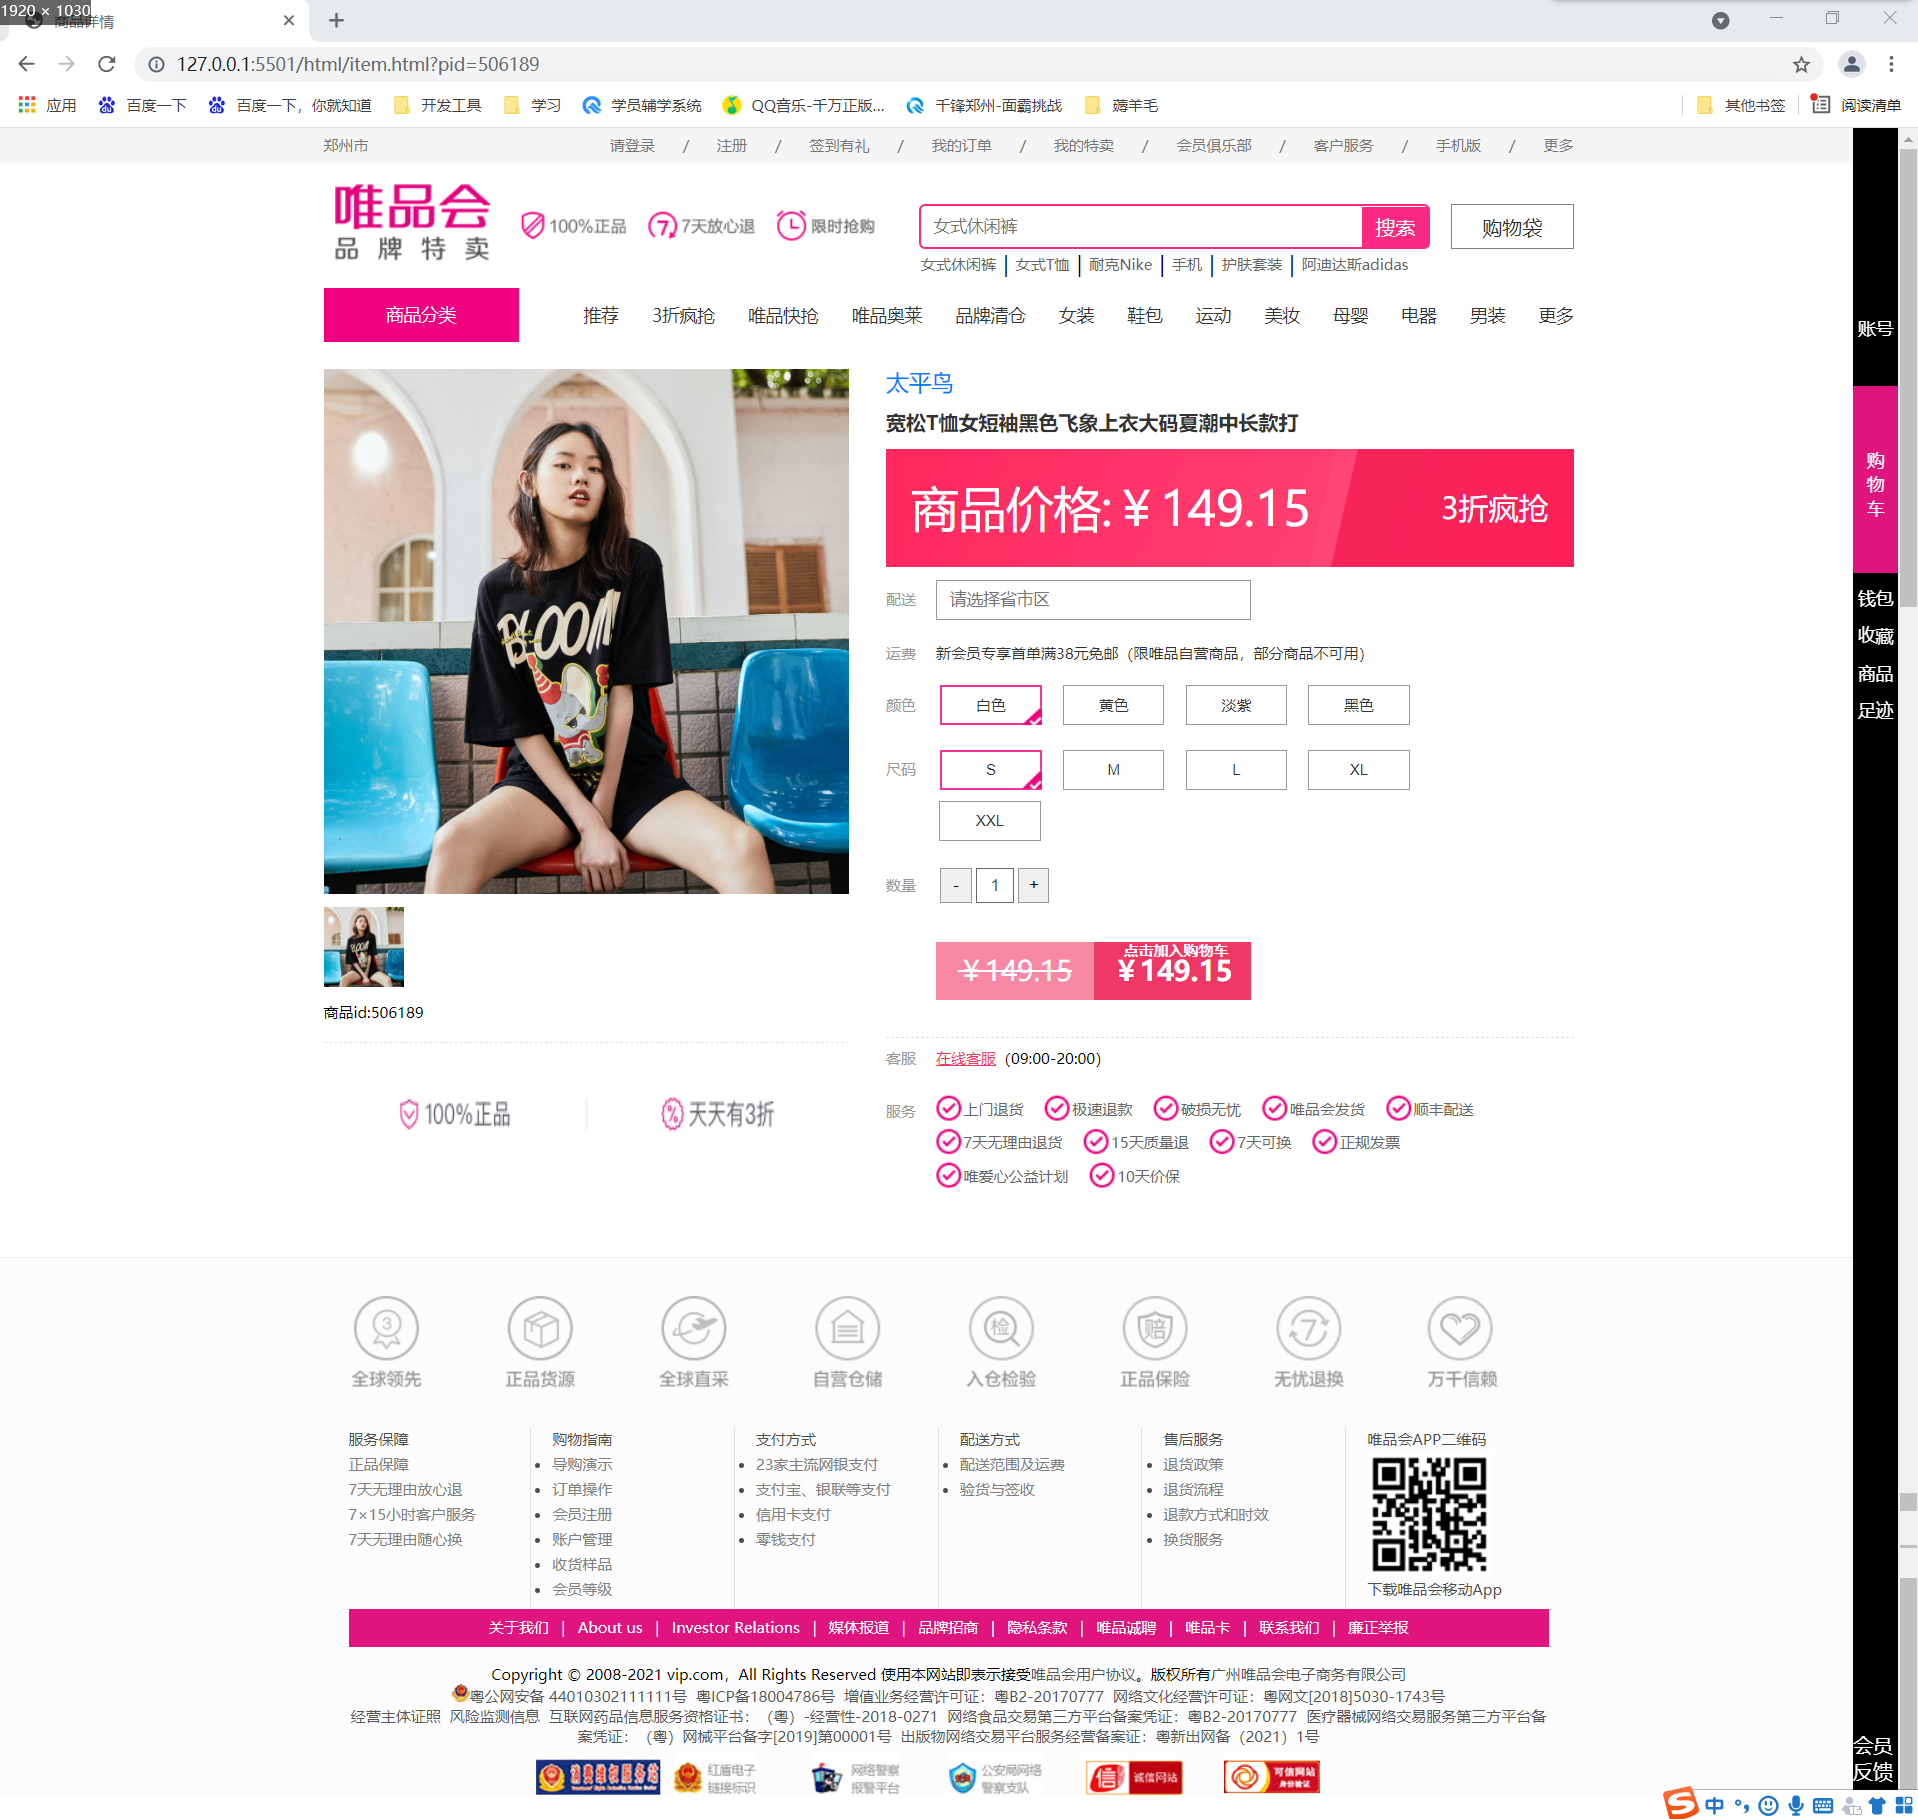 1920 × 1030
商品详情
127.0.0.1:5501/html/item.html?pid=506189
应用 百度一下 百度一下，你就知道 开发工具 学习 学员辅学系统 QQ音乐-千万正版... 千锋郑州-面霸挑战 薅羊毛 其他书签 阅读清单
郑州市 请登录 / 注册 / 签到有礼 / 我的订单 / 我的特卖 / 会员俱乐部 / 客户服务 / 手机版 / 更多
唯品会
品牌特卖
100%正品 7天放心退 限时抢购
女式休闲裤 搜索 购物袋
女式休闲裤 女式T恤 耐克Nike 手机 护肤套装 阿迪达斯adidas
商品分类 推荐 3折疯抢 唯品快抢 唯品奥莱 品牌清仓 女装 鞋包 运动 美妆 母婴 电器 男装 更多
账号
购物车
钱包
收藏
商品
足迹
会员
反馈
BLOOM
太平鸟
宽松T恤女短袖黑色飞象上衣大码夏潮中长款打
商品价格:￥149.15 3折疯抢
配送 请选择省市区
运费 新会员专享首单满38元免邮（限唯品自营商品，部分商品不可用）
颜色 白色 黄色 淡紫 黑色
尺码 S M L XL
XXL
数量 - 1 +
点击加入购物车
￥149.15 ￥149.15
商品id:506189
100%正品 天天有3折
客服 在线客服（09:00-20:00）
服务 上门退货 极速退款 破损无忧 唯品会发货 顺丰配送
7天无理由退货 15天质量退 7天可换 正规发票
唯爱心公益计划 10天价保
3 检 赔 7
全球领先 正品货源 全球直采 自营仓储 入仓检验 正品保险 无忧退换 万千信赖
服务保障
正品保障
7天无理由放心退
7×15小时客户服务
7天无理由随心换
购物指南
导购演示
订单操作
会员注册
账户管理
收货样品
会员等级
支付方式
23家主流网银支付
支付宝、银联等支付
信用卡支付
零钱支付
配送方式
配送范围及运费
验货与签收
售后服务
退货政策
退货流程
退款方式和时效
换货服务
唯品会APP二维码
下载唯品会移动App
关于我们 | About us | Investor Relations | 媒体报道 | 品牌招商 | 隐私条款 | 唯品诚聘 | 唯品卡 | 联系我们 | 廉正举报
Copyright © 2008-2021 vip.com，All Rights Reserved 使用本网站即表示接受唯品会用户协议。版权所有广州唯品会电子商务有限公司
粤公网安备 44010302111111号 粤ICP备18004786号 增值业务经营许可证：粤B2-20170777 网络文化经营许可证：粤网文[2018]5030-1743号
经营主体证照 风险监测信息 互联网药品信息服务资格证书：（粤）-经营性-2018-0271 网络食品交易第三方平台备案凭证：粤B2-20170777 医疗器械网络交易服务第三方平台备
案凭证：（粤）网械平台备字[2019]第00001号 出版物网络交易平台服务经营备案证：粤新出网备（2021）1号
消费维权服务站
红盾电子
链接标识
网络警察
报警平台
公安局网络
警察支队
信 诚信网站
可信网站
身份验证
中